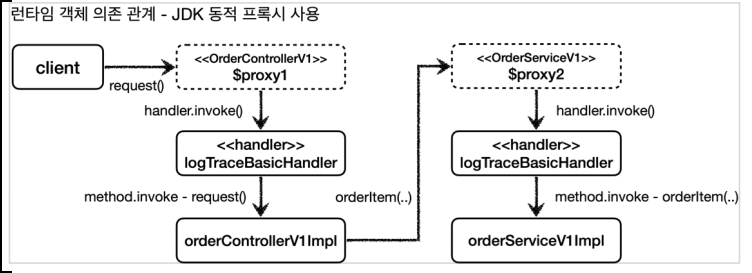 런타임 객체 의존 관계 - JDK 동적 프록시 사용
client
request()
<<OrderControllerV1>>
$proxy1
handler.invoke()
<<handler>>
logTraceBasicHandler
method.invoke - request()
orderControllerV1Impl
orderItem(..)
<<OrderServiceV1>>
$proxy2
handler.invoke()
<<handler>>
logTraceBasicHandler
method.invoke - orderItem(..)
orderServiceV1Impl